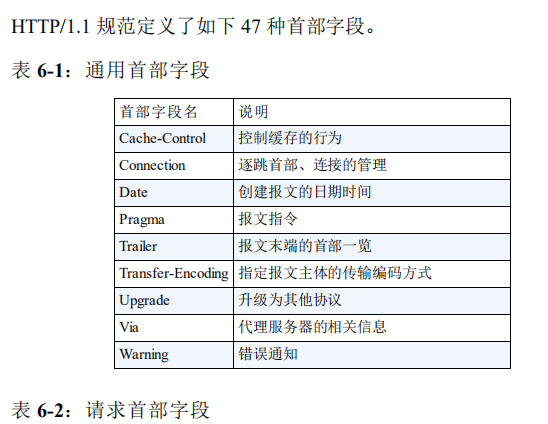 HTTP/1.1 规范定义了如下 47 种首部字段。
表 6-1：通用首部字段
首部字段名 说明
Cache-Control 控制缓存的行为
Connection 逐跳首部、连接的管理
Date 创建报文的日期时间
Pragma 报文指令
Trailer 报文末端的首部一览
Transfer-Encoding 指定报文主体的传输编码方式
Upgrade 升级为其他协议
Via 代理服务器的相关信息
Warning 错误通知
表 6-2：请求首部字段